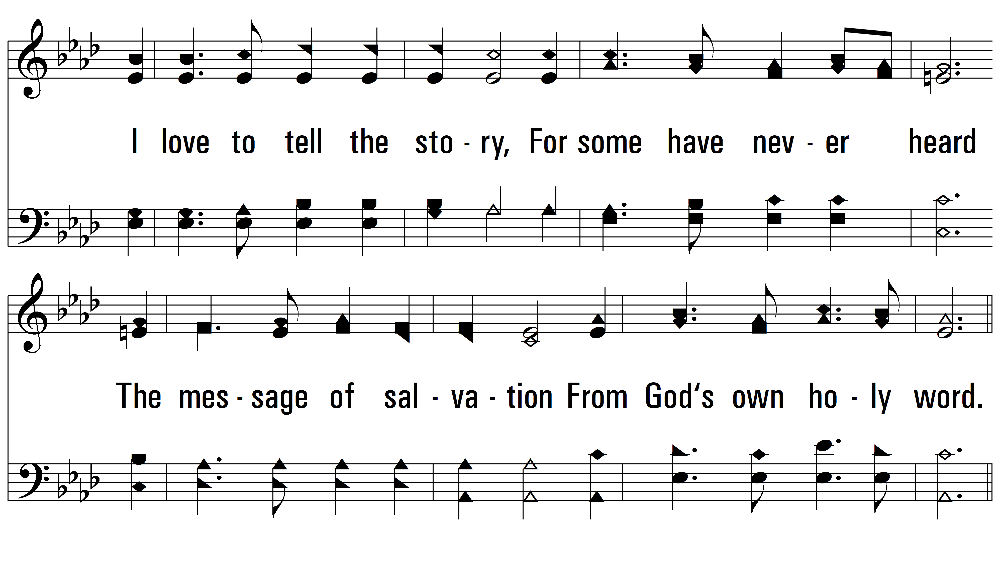 I love to tell the sto - ry, For some have nev - er heard
The mes - sage of sal - va - tion From God‘s own ho - ly word.